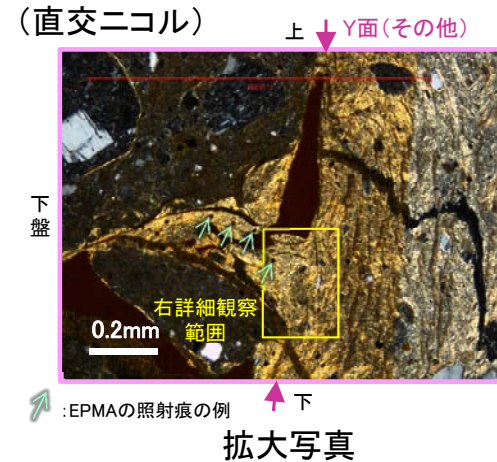 (直交ニコル)
上
Y面(その他)
下盤
右詳細観察
範囲
0.2mm
:EPMAの照射痕の例
下
拡大写真